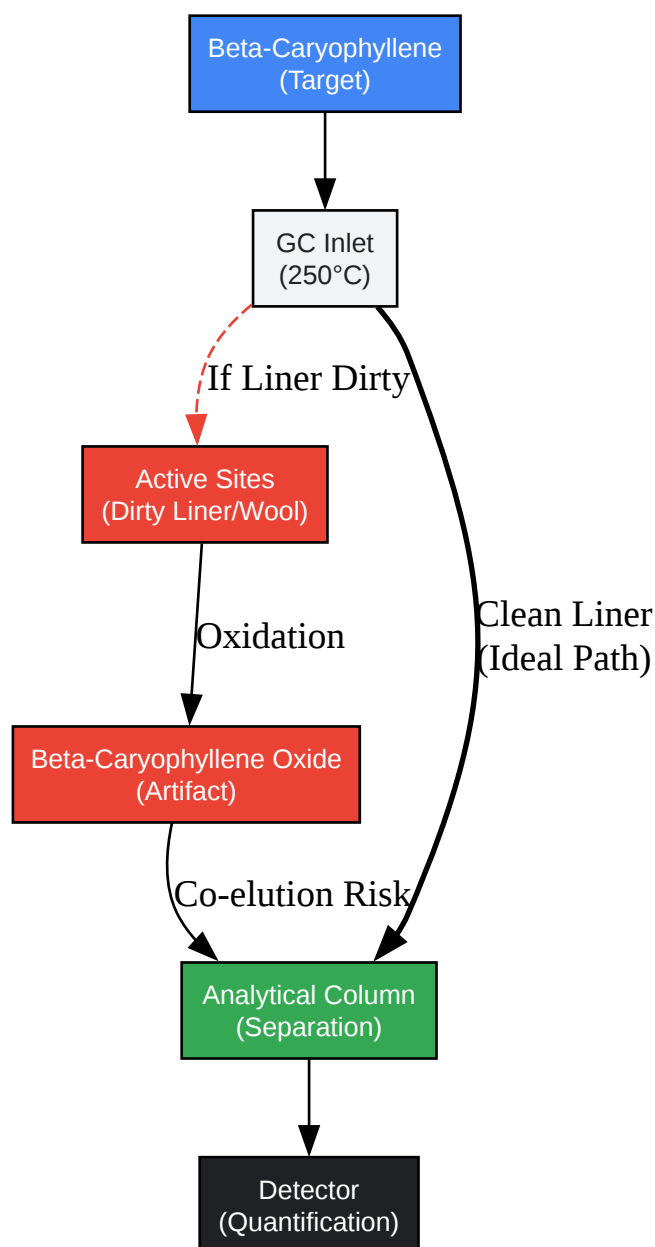 Beta-Caryophyllene
(Target)
GC Inlet
(250°C)
If Liner Dirty
Active Sites
(Dirty Liner/Wool)
Clean Liner
(Ideal Path)
Oxidation
Beta-Caryophyllene Oxide
(Artifact)
Co-elution Risk
Analytical Column
(Separation)
Detector
(Quantification)